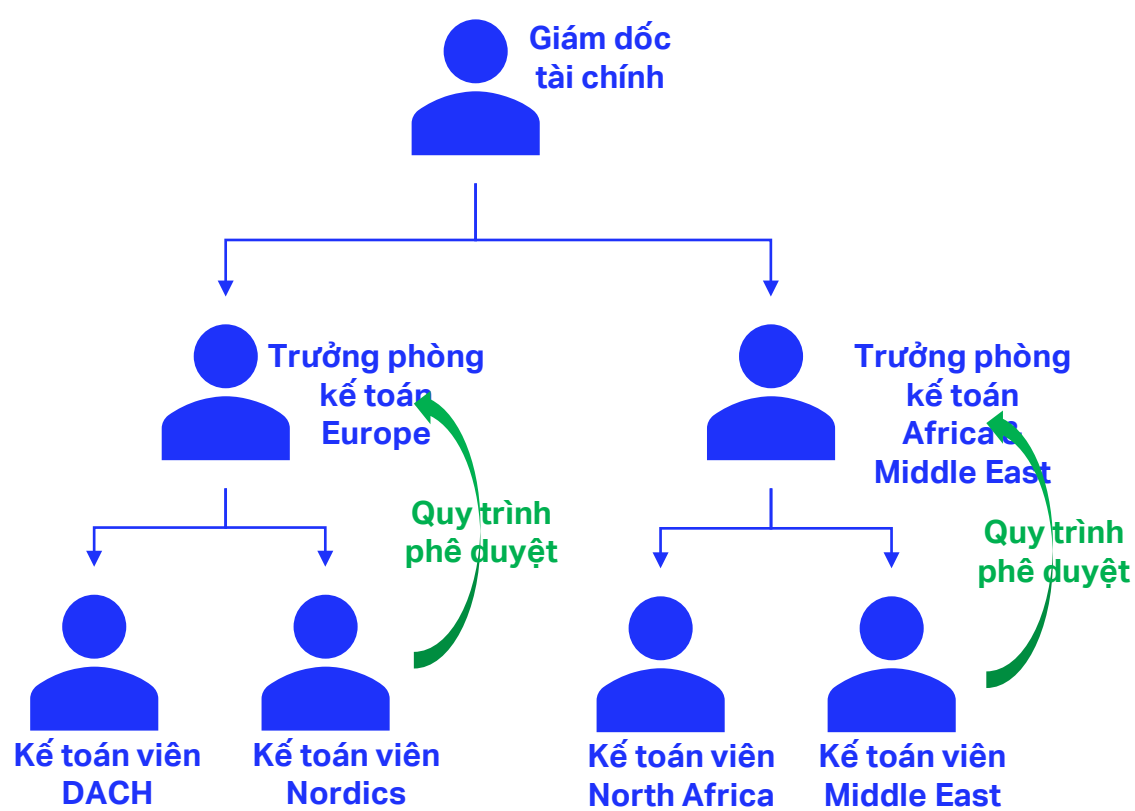 Giám dốc
tài chính
Trưởng phòng
kế toán
Europe
Trưởng phòng
kế toán
Africa &
Middle East
Quy trình
phê duyệt
Quy trình
phê duyệt
Kế toán viên
DACH
Kế toán viên
Nordics
Kế toán viên
North Africa
Kế toán viên
Middle East